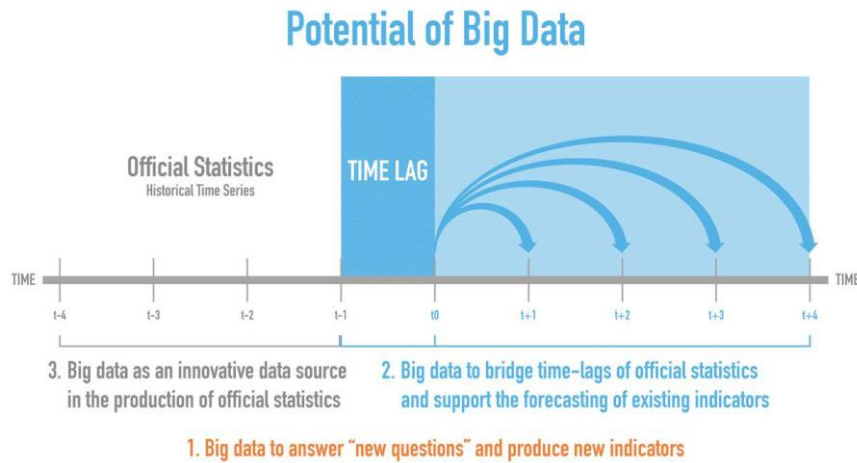 Potential of Big Data
Official Statistics
Historical Time Series
TIME LAG
TIME
TIME
t-4
t-3
t-2
t-1
t0
t+1
t+2
t+3
t+4
3. Big data as an innovative data source
in the production of official statistics
2. Big data to bridge time-lags of official statistics
and support the forecasting of existing indicators
1. Big data to answer “new questions” and produce new indicators